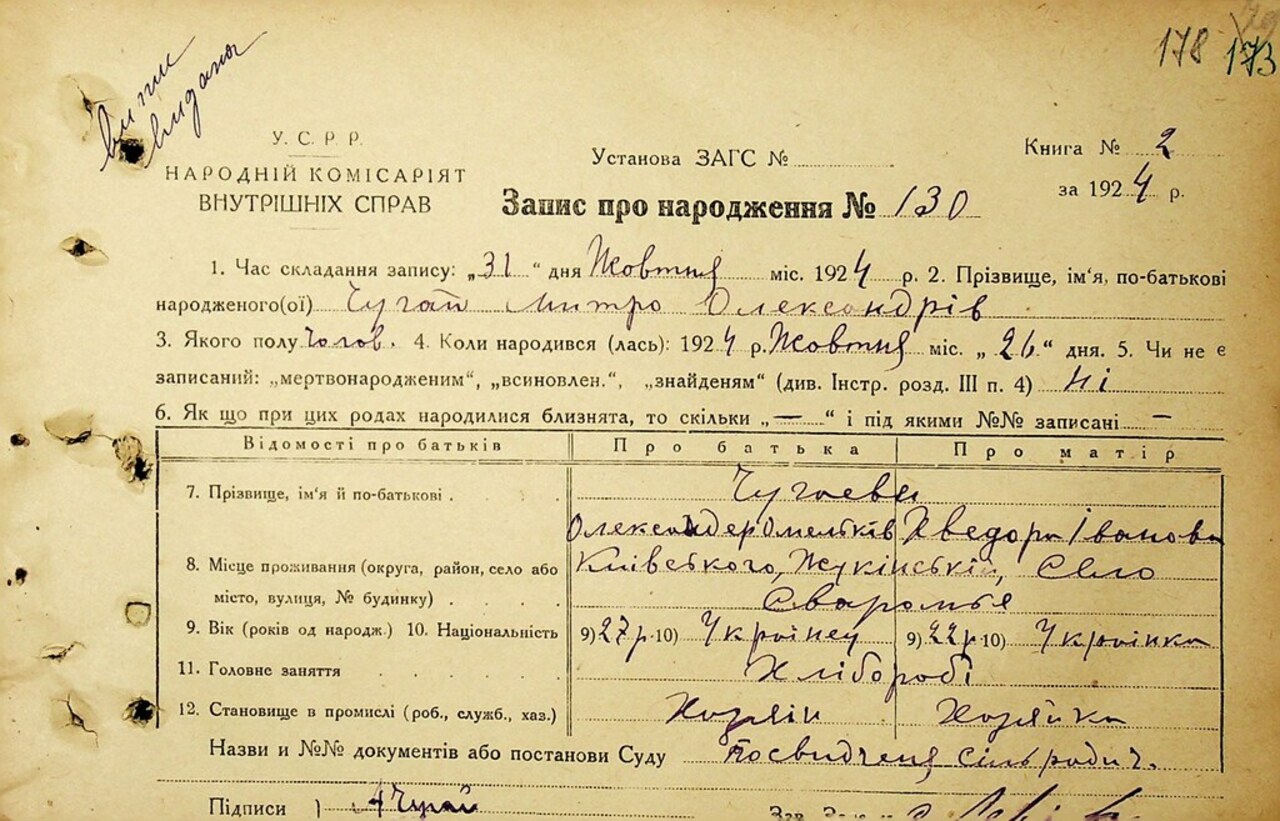 178 173
випис
видана
У. С. Р. Р.
НАРОДНІЙ КОМІСАРІЯТ
ВНУТРІШНІХ СПРАВ
Установа ЗАГС №
Книга № 2
за 1924 р.
Запис про народження № 130
1. Час складання запису: „31“ дня Жовтня міс. 1924 р. 2. Прізвище, ім'я, по-батькові
народженого(ої) Чугай Митро Олександрів
3. Якого полу Чолов. 4. Коли народився (лась): 1924 р. Жовтня міс. „26“ дня. 5. Чи не є
записаний: „мертвонародженим“, „всиновлен.“, „знайденям“ (див. Інстр. розд. III п. 4) Ні
6. Як що при цих родах народилися близнята, то скільки „—“ і під якими №№ записані —
Відомості про батьків Про батька Про матір
7. Прізвище, ім'я й по-батькові . Чугаєви
Олександер Омельків Хведора Іванова
8. Місце проживання (округа, район, село або Київського, Жукінській, Село
місто, вулиця, № будинку) . . . . Сваромья
9. Вік (років од народж.) 10. Національність 9) 27 р. 10) Українец 9) 22 р. 10) Українка
11. Головне заняття . . . . . Хлібороби
12. Становище в промислі (роб., служб., хаз.) Хозяїн Хозяйка
Назви и №№ документів або постанови Суду Посвидченя Сільради
Підписи А Чугай